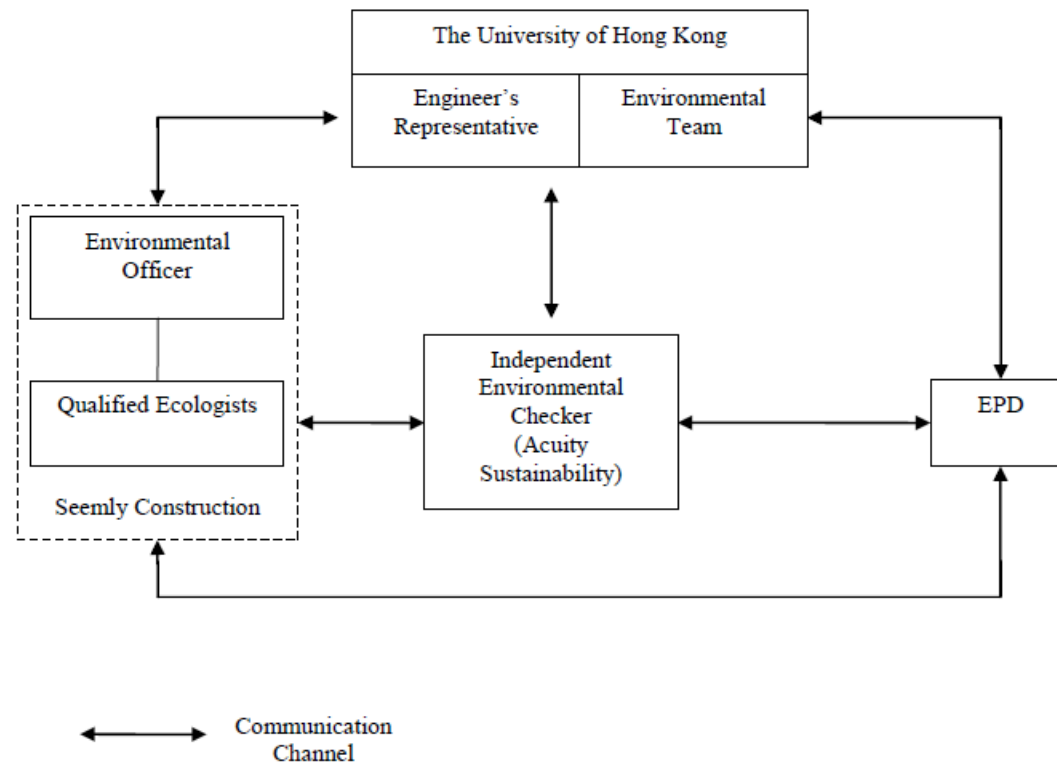 The University of Hong Kong
Engineer's
Representative
Environmental
Team
Environmental
Officer
Qualified Ecologists
Seemly Construction
Independent
Environmental
Checker
(Acuity
Sustainability)
EPD
Communication
Channel